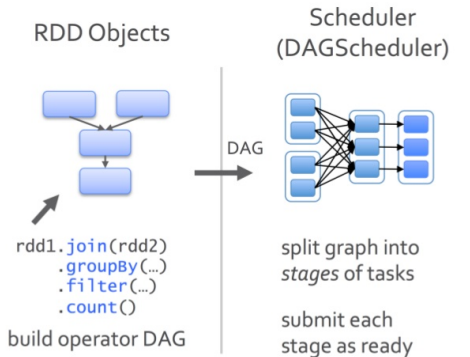 RDD Objects
rdd1.join(rdd2)
.groupBy(…)
.filter(…)
.count()
build operator DAG
DAG
Scheduler
(DAGScheduler)
split graph into
stages of tasks
submit each
stage as ready